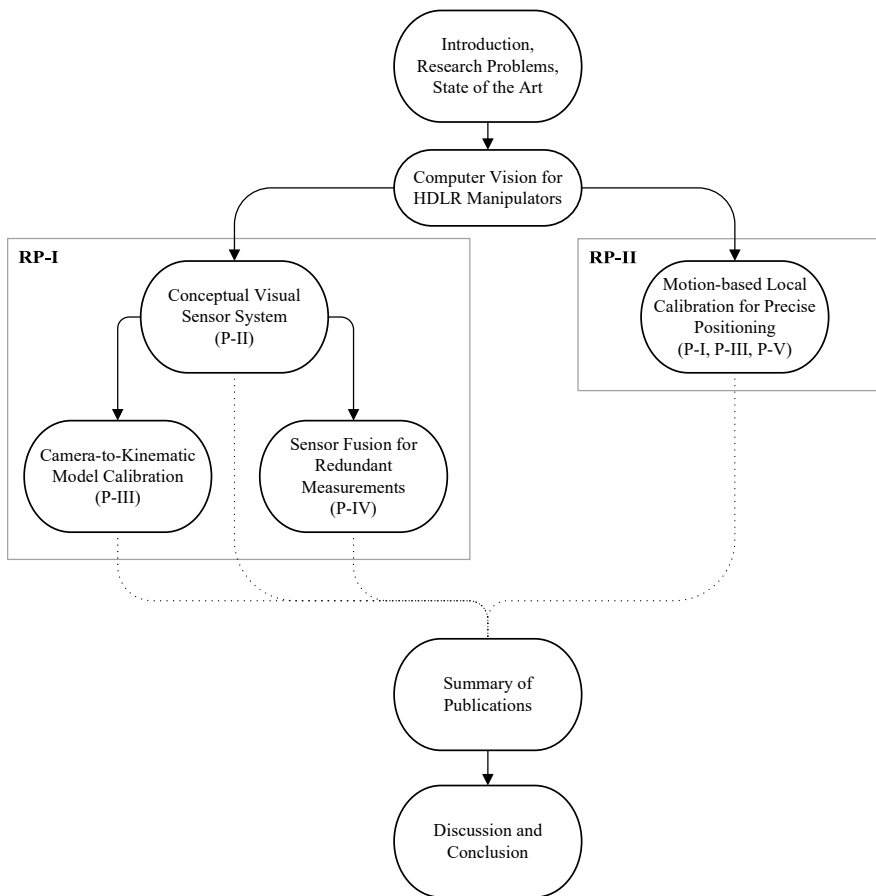 Introduction,
Research Problems,
State of the Art
Computer Vision for
HDLR Manipulators
RP-I
Conceptual Visual
Sensor System
(P-II)
Camera-to-Kinematic
Model Calibration
(P-III)
Sensor Fusion for
Redundant
Measurements
(P-IV)
RP-II
Motion-based Local
Calibration for Precise
Positioning
(P-I, P-III, P-V)
Summary of
Publications
Discussion and
Conclusion